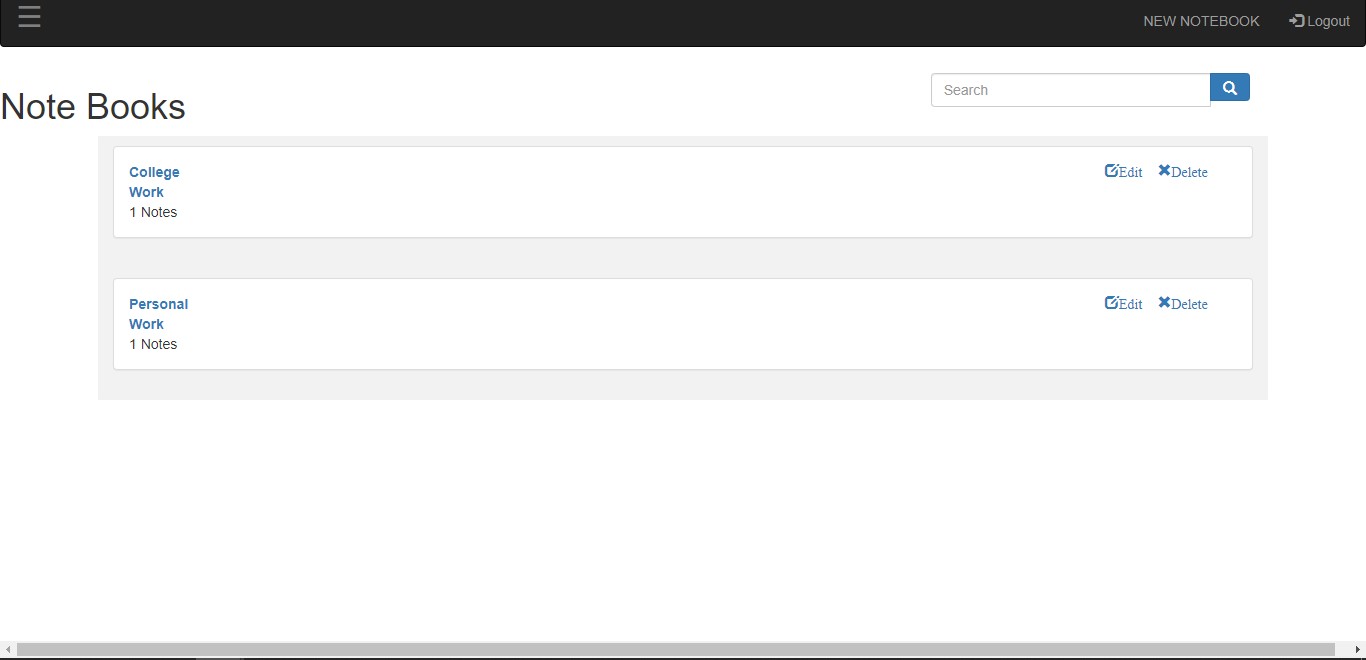 NEW NOTEBOOK Logout
Search
Note Books
College
Work
1 Notes
Edit Delete
Personal
Work
1 Notes
Edit Delete